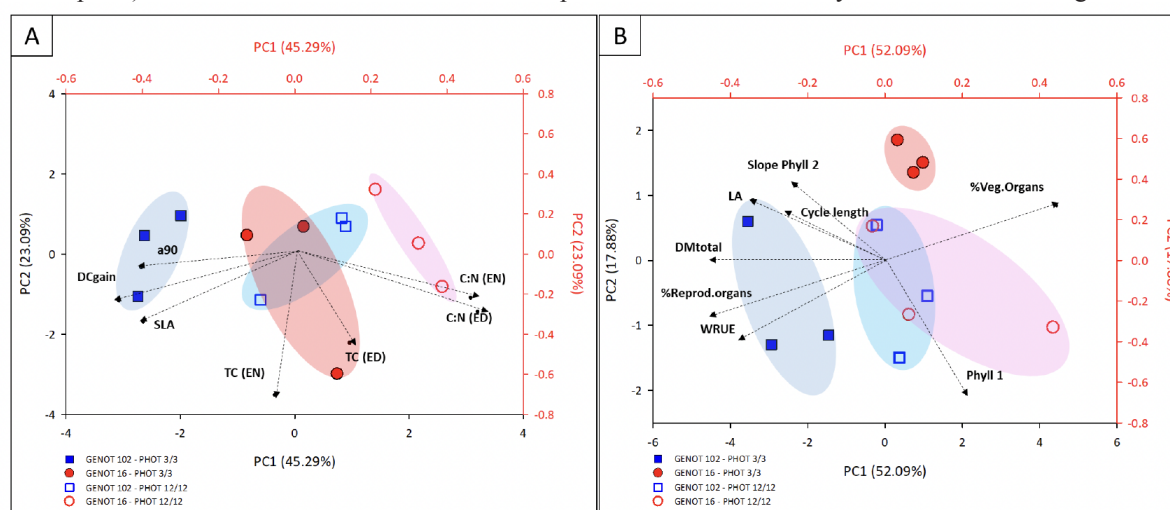 A
PC1 (45.29%)
-0.6 -0.4 -0.2 0.0 0.2 0.4 0.6
4
2
0
-2
-4
0.8
0.6
0.4
0.2
0.0
-0.2
-0.4
-0.6
-0.8
PC2 (23.09%)
PC2 (23.09%)
a90
DCgain
SLA
C:N (EN)
C:N (ED)
TC (ED)
TC (EN)
-4 -2 0 2 4
PC1 (45.29%)
GENOT 102 - PHOT 3/3
GENOT 16 - PHOT 3/3
GENOT 102 - PHOT 12/12
GENOT 16 - PHOT 12/12
B
PC1 (52.09%)
-0.6 -0.4 -0.2 0.0 0.2 0.4 0.6
2
1
0
-1
-2
0.8
0.6
0.4
0.2
0.0
-0.2
-0.4
-0.6
-0.8
PC2 (17.88%)
Slope Phyll 2
LA
Cycle length
%Veg.Organs
DMtotal
%Reprod.organs
WRUE
Phyll 1
-6 -4 -2 0 2 4 6
PC1 (52.09%)
GENOT 102 - PHOT 3/3
GENOT 16 - PHOT 3/3
GENOT 102 - PHOT 12/12
GENOT 16 - PHOT 12/12